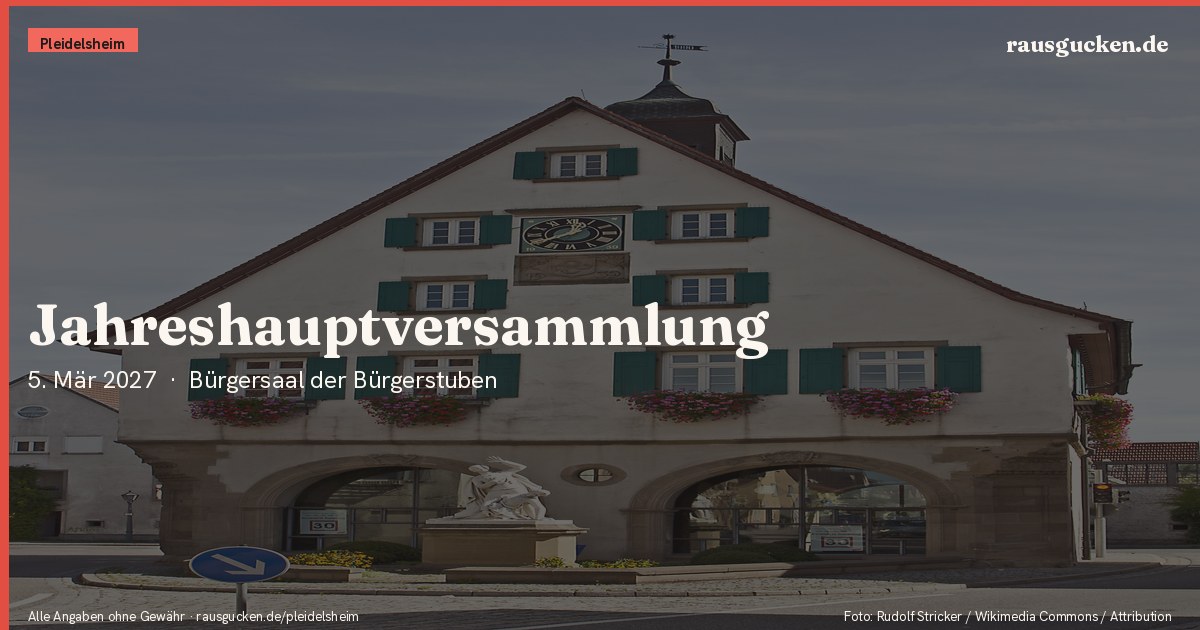 Pleidelsheim
rausgucken.de
Jahreshauptversammlung
5. Mär 2027 · Bürgersaal der Bürgerstuben
30
Alle Angaben ohne Gewähr · rausgucken.de/pleidelsheim
Foto: Rudolf Stricker / Wikimedia Commons / Attribution